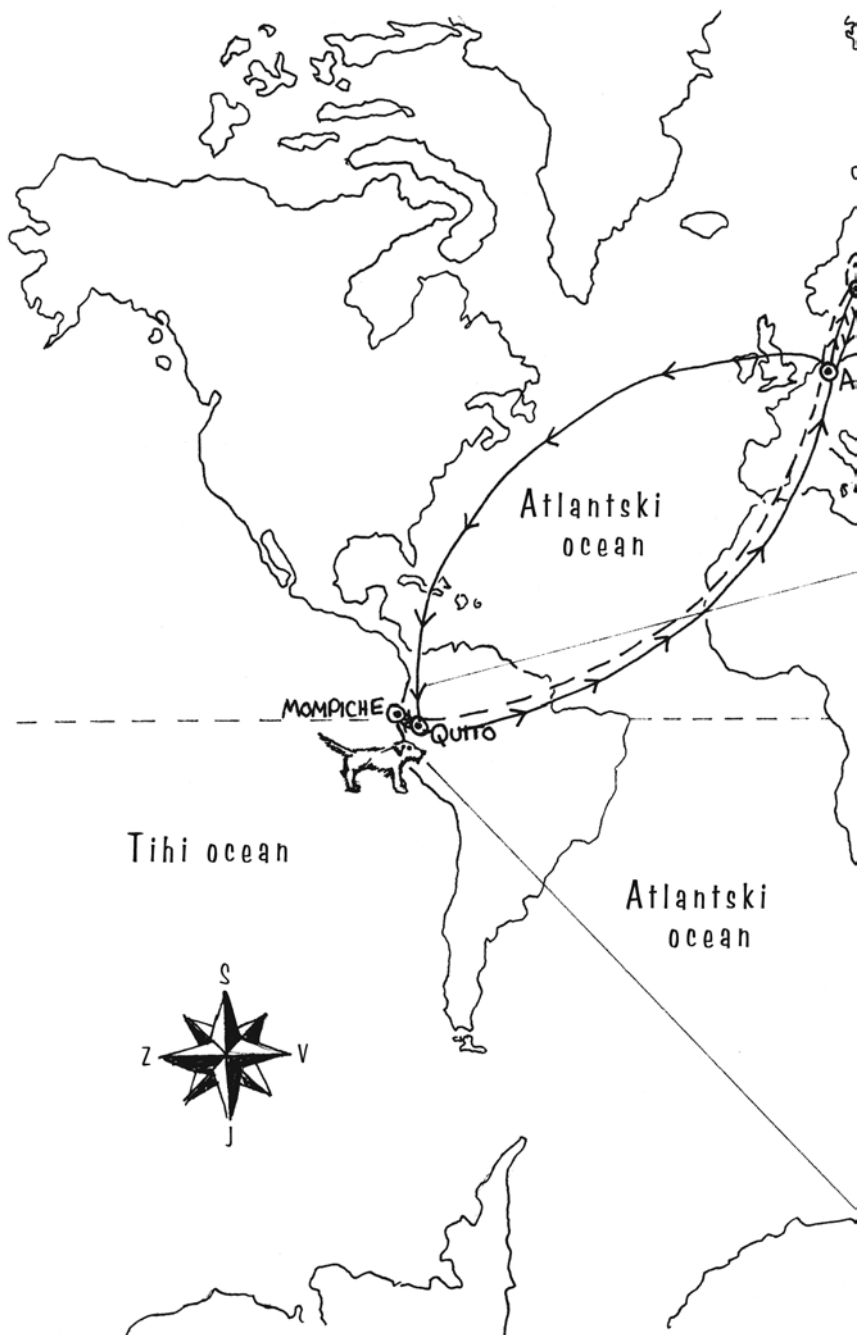 A
Atlantski
ocean
MOMPICHE
QUITO
Tihi ocean
Atlantski
ocean
S
Z
V
J